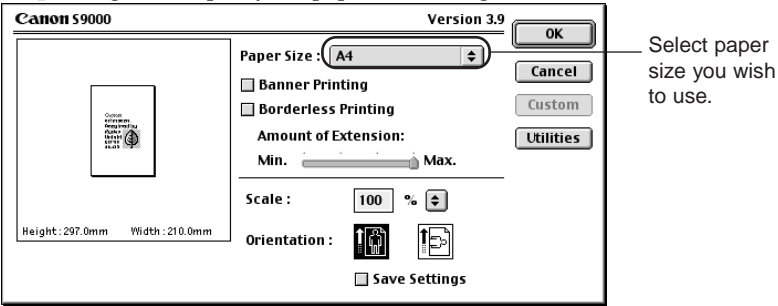 Canon S9000
Version 3.9
OK
Paper Size : A4
Select paper
size you wish
to use.
Banner Printing
Cancel
Borderless Printing
Custom
Amount of Extension:
Utilities
Min. Max.
Scale : 100 %
Height:297.0mm Width:210.0mm
Orientation :
Save Settings